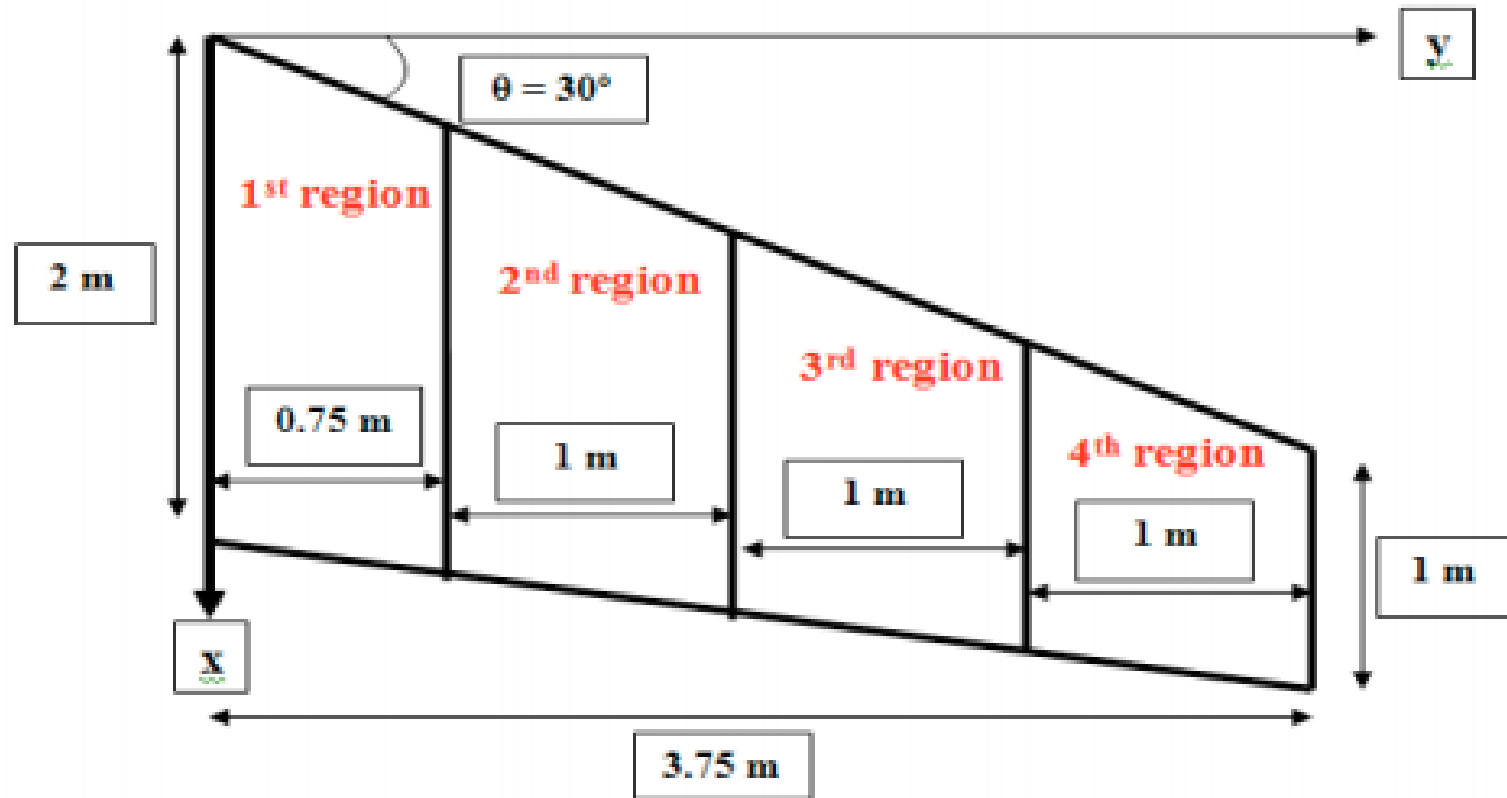 y
θ = 30°
1st region
2 m
2nd region
3rd region
0.75 m
1 m
4th region
1 m
1 m
1 m
x
3.75 m